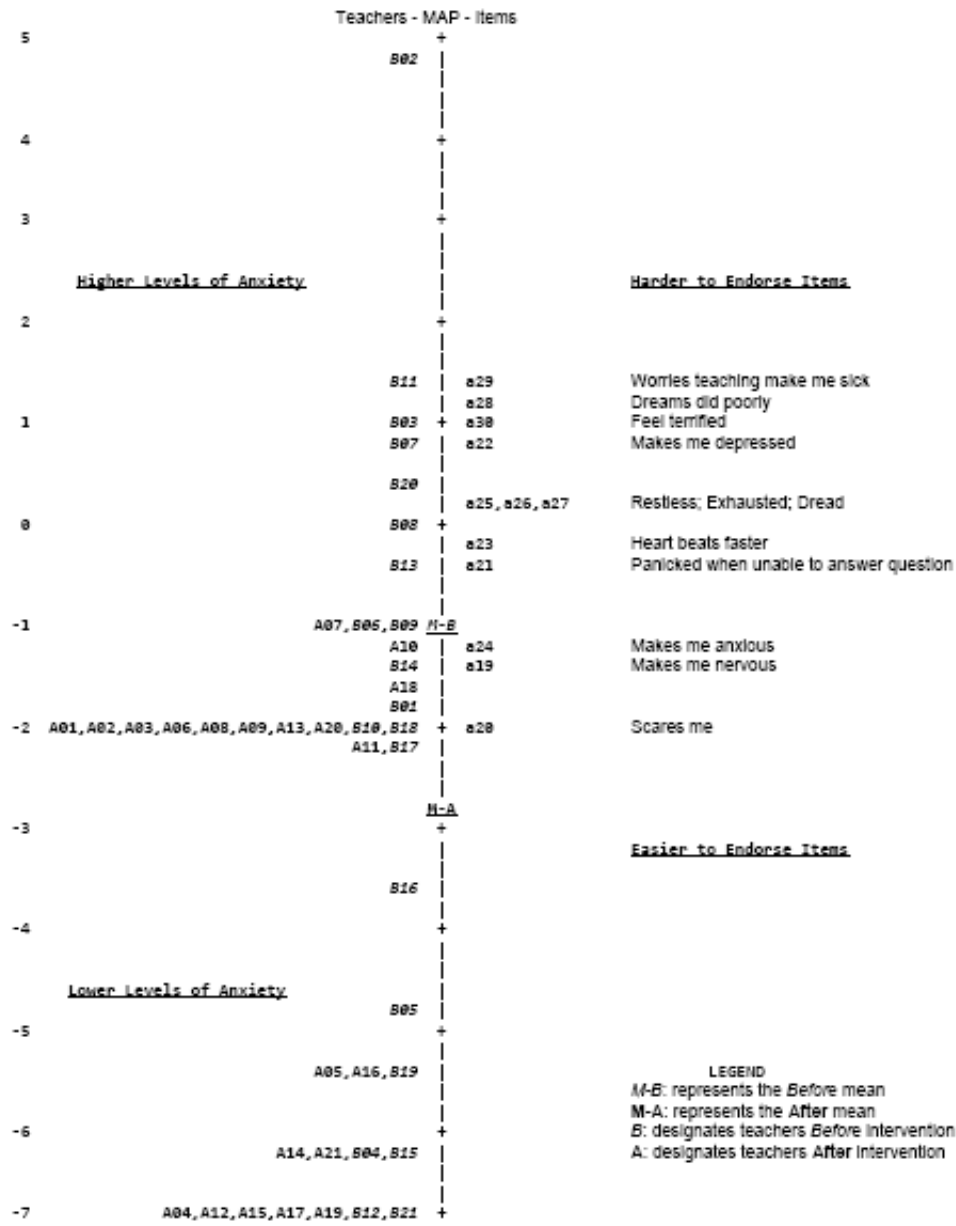 Teachers - MAP - Items
5 +
B02 |
4 +
3 +
Higher Levels of Anxiety Harder to Endorse Items
2 +
B11 | a29 Worries teaching make me sick
| a28 Dreams did poorly
1 B03 + a30 Feel terrified
B07 | a22 Makes me depressed
B20 |
| a25,a26,a27 Restless; Exhausted; Dread
0 B08 +
| a23 Heart beats faster
B13 | a21 Panicked when unable to answer question
-1 A07,B06,B09 M-B
A10 | a24 Makes me anxious
B14 | a19 Makes me nervous
A18 |
B01 |
-2 A01,A02,A03,A06,A08,A09,A13,A20,B10,B18 + a20 Scares me
A11,B17 |
M-A
-3 +
Easier to Endorse Items
B16 |
-4 +
Lower Levels of Anxiety
B05 |
-5 +
A05,A16,B19 | LEGEND
M-B: represents the Before mean
M-A: represents the After mean
-6 + B: designates teachers Before Intervention
A14,A21,B04,B15 | A: designates teachers After Intervention
-7 A04,A12,A15,A17,A19,B12,B21 +